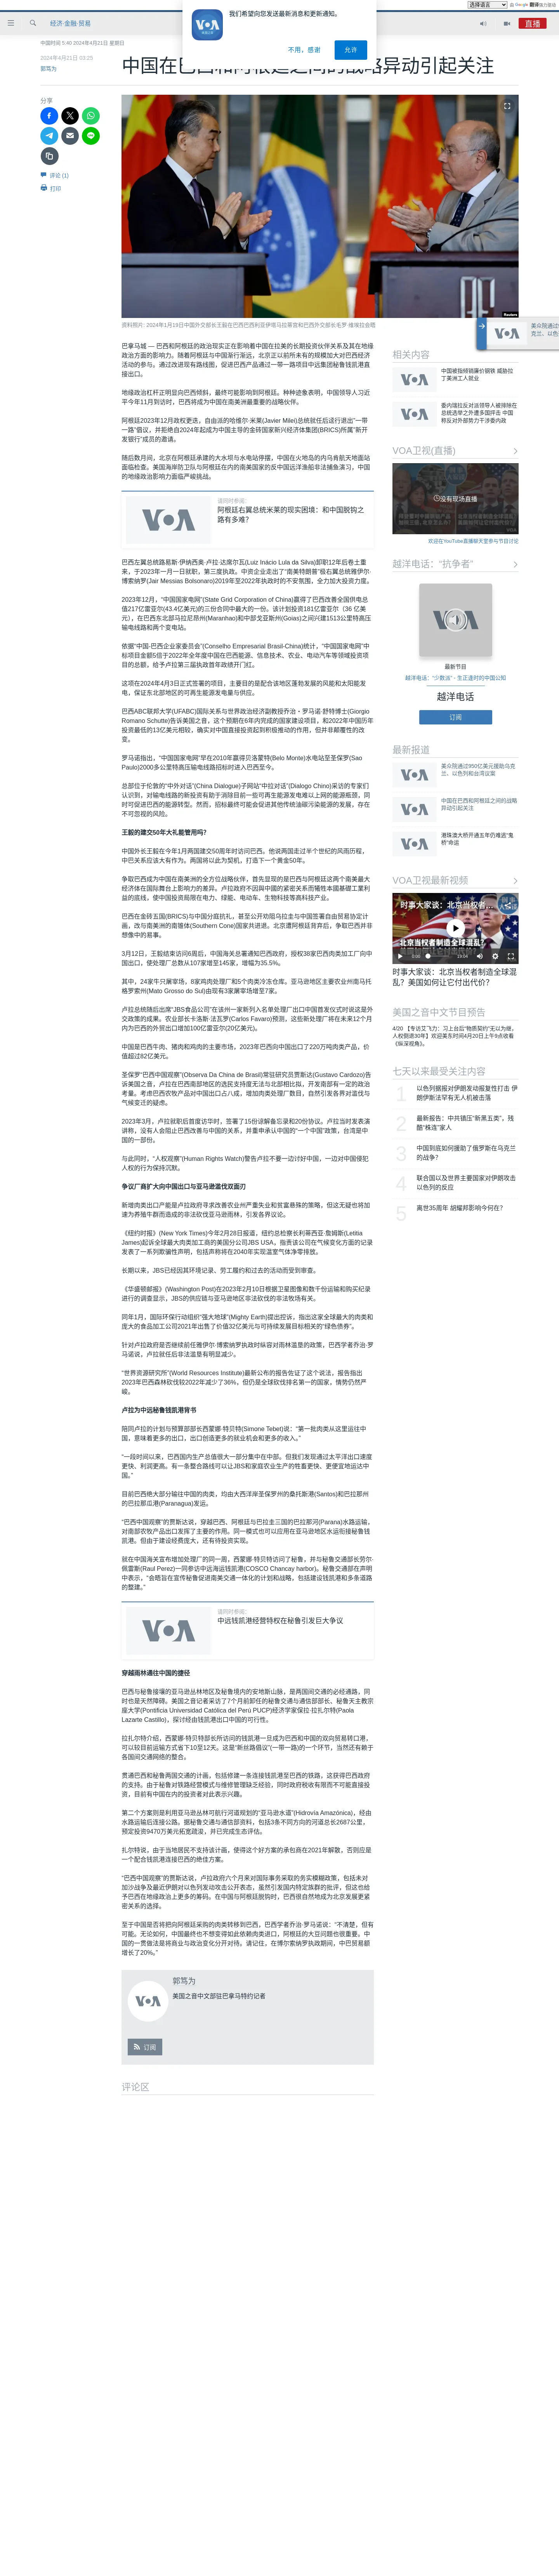 选择语言
由 Google 翻译强力驱动
经济·金融·贸易
直播
我们希望向您发送最新消息和更新通知。
不用，感谢
允许
中国时间 5:40 2024年4月21日 星期日
2024年4月21日 03:25
郭笃为
中国在巴西和阿根廷之间的战略异动引起关注
分享
评论 (1)
打印
Reuters
资料照片: 2024年1月19日中国外交部长王毅在巴西巴西利亚伊塔马拉蒂宫和巴西外交部长毛罗·维埃拉会晤
巴拿马城 — 巴西和阿根廷的政治现实正在影响着中国在拉美的长期投资伙伴关系及其在地缘
政治方面的影响力。随着阿根廷与中国渐行渐远，北京正以前所未有的规模加大对巴西经济
活力的参与。通过改进现有路线图，促进巴西产品通过一带一路项目中远集团秘鲁钱凯港直
接出口。
地缘政治杠杆正明显向巴西倾斜，最终可能影响到阿根廷。种种迹象表明，中国领导人习近
平今年11月到访时，巴西将成为中国在南美洲最重要的战略伙伴。
阿根廷2023年12月政权更迭，自由派的哈维尔·米莱(Javier Milei)总统就任后迳行退出“一带
一路”倡议，并拒绝自2024年起成为中国主导的金砖国家新兴经济体集团(BRICS)所属“新开
发银行”成员的邀请。
随后数月间，北京在阿根廷承建的大水坝与水电站停摆，中国在火地岛的乌肖离航天地面站
面临检查。美国海岸防卫队与阿根廷在内的南美国家的反中国远洋渔船非法捕鱼演习，中国
的地缘政治影响力面临严峻挑战。
请同时参阅：
阿根廷右翼总统米莱的现实困境：和中国脱钩之
路有多难?
巴西左翼总统路易斯·伊纳西奥·卢拉·达席尔瓦(Luiz Inácio Lula da Silva)卸职12年后卷土重
来，于2023年一月一日就职，第三度执政。中资企业走出了“南美特朗普”极右翼总统雅伊尔·
博索纳罗(Jair Messias Bolsonaro)2019年至2022年执政时的不安氛围，全力加大投资力度。
2023年12月，“中国国家电网”(State Grid Corporation of China)赢得了巴西改善全国供电总
值217亿雷亚尔(43.4亿美元)的三份合同中最大的一份。该计划投资181亿雷亚尔（36 亿美
元），在巴西东北部马拉尼昂州(Maranhao)和中部戈亚斯州(Goias)之间兴建1513公里特高压
输电线路和两个变电站。
依据“中国-巴西企业家委员会”(Conselho Empresarial Brasil-China)统计，“中国国家电网”中
标项目金额5倍于2022年全年度中国在巴西能源、信息技术、农业、电动汽车等领域投资项
目的总额，给予卢拉第三届执政首年政绩开门红。
这项在2024年4月3日正式签署的项目，主要目的是配合该地区蓬勃发展的风能和太阳能发
电，保证东北部地区的可再生能源发电量与供应。
巴西ABC联邦大学(UFABC)国际关系与世界政治经济副教授乔治・罗马诺·舒特博士(Giorgio
Romano Schutte)告诉美国之音，这个预期在6年内完成的国家建设项目，和2022年中国历年
投资最低的13亿美元相较，确实对中国直接投资起到积极推动的作用，但并非颠覆性的改
变。
罗马诺指出，“中国国家电网”早在2010年赢得贝洛蒙特(Belo Monte)水电站至圣保罗(Sao
Paulo)2000多公里特高压输电线路招标时进入巴西至今。
总部位于伦敦的“中外对话”(China Dialogue)子网站“中拉对话”(Dialogo Chino)采访的专家们
认识到，对输电线路的新投资有助于消除目前一些可再生能源发电难以上网的能源瓶颈，同
时可促进巴西的能源转型。然而，招标最终可能会促进其他传统油碳污染能源的发展，存在
不可忽视的风险。
王毅的建交50年大礼能管用吗？
中国外长王毅在今年1月两国建交50周年时访问巴西。他说两国走过半个世纪的风雨历程，
中巴关系应该大有作为。两国将以此为契机，打造下一个黄金50年。
争取巴西成为中国在南美洲的全方位战略伙伴，首先显现的是巴西与阿根廷这两个南美最大
经济体在国际舞台上影响力的差异。卢拉政府不因与中國的紧密关系而犧牲本國基礎工業利
益的底线，使中国投资局限在电力、绿能、电动车、生物科技等高科技产业。
巴西在金砖五国(BRICS)与中国分庭抗礼，甚至公开劝阻乌拉圭与中国签署自由贸易协定计
画，改与南美洲的南锥体(Southern Cone)国家共进退。北京遭阿根廷背弃后，争取巴西并非
想像中的易事。
3月12日，王毅结束访问6周后，中国海关总署通知巴西政府，授权38家巴西肉类加工厂向中
国出口，使处理厂总数从107家增至145家，增幅为35.5%。
其中，24家牛只屠宰场，8家鸡肉处理厂和5个肉类冷冻仓库。亚马逊地区主要农业州南马托
格罗索州(Mato Grosso do Sul)由现有3家屠宰场增至7家。
卢拉总统随后出席“JBS食品公司”在该州一家新列入名单处理厂出口中国首发仪式时说这是外
交政策的成果。农业部长卡洛斯·法瓦罗(Carlos Favaro)预测，这些新处理厂将在未来12个月
内为巴西的外贸出口增加100亿雷亚尔(20亿美元)。
中国是巴西牛肉、猪肉和鸡肉的主要市场，2023年巴西向中国出口了220万吨肉类产品，价
值超过82亿美元。
圣保罗“巴西中国观察”(Observa Da China de Brasil)常驻研究员贾斯达(Gustavo Cardozo)告
诉美国之音，卢拉在巴西南部地区的选民支持度无法与北部相比拟，开发南部有一定的政治
考量。考虑巴西农牧产品对中国出口占八成，增加肉类处理厂数目，自然引发各界对滥伐与
气候变迁的疑虑。
2023年3月，卢拉就职后首度访华时，签署了15份谅解备忘录和20份协议。卢拉当时发表演
讲称，没有人会阻止巴西改善与中国的关系，并重申承认中国的“一个中国”政策，台湾是中
国的一部份。
与此同时，“人权观察”(Human Rights Watch)警告卢拉不要一边讨好中国，一边对中国侵犯
人权的行为保持沉默。
争议厂商扩大向中国出口与亚马逊滥伐双面刃
新增肉类出口产能是卢拉政府寻求改善农业州严重失业和贫富悬殊的策略，但这无疑也将加
速为养殖牛群而造成的非法砍伐亚马逊雨林，引发各界议论。
《纽约时报》(New York Times)今年2月28日报道，纽约总检察长利蒂西亚·詹姆斯(Letitia
James)起诉全球最大肉类加工商的美国分公司JBS USA，指责该公司在气候变化方面的记录
发表了一系列欺骗性声明，包括声称将在2040年实现温室气体净零排放。
长期以来，JBS已经因其环境记录、劳工履约和过去的活动而受到审查。
《华盛顿邮报》(Washington Post)在2023年2月10日根据卫星图像和数千份运输和购买纪录
进行的调查显示，JBS的供应链与亚马逊地区非法砍伐的非法牧场有关。
同年1月，国际环保行动组织“强大地球”(Mighty Earth)提出控诉，指出这家全球最大的肉类和
庞大的食品加工公司2021年出售了价值32亿美元与可持续发展目标相关的“绿色债券”。
针对卢拉政府是否继续前任雅伊尔·博索纳罗执政时纵容对雨林滥垦的政策，巴西学者乔治·罗
马诺说，卢拉就任后非法滥垦有明显减少。
“世界资源研究所”(World Resources Institute)最新公布的报告佐证了这个说法，报告指出
2023年巴西森林砍伐较2022年减少了36%，但仍是全球砍伐排名第一的国家，情势仍然严
峻。
卢拉为中远秘鲁钱凯港背书
陪同卢拉的计划与预算部部长西蒙娜·特贝特(Simone Tebet)说：“第一批肉类从这里运往中
国，意味着更多的出口，出口创造更多的就业机会和更多的收入。”
“一段时间以来，巴西国内生产总值很大一部分集中在中部。但我们发现通过太平洋出口速度
更快、利润更高。有一条整合路线可以让JBS和家庭农业生产的牲畜更快、更便宜地运达中
国。”
目前巴西绝大部分输往中国的肉类，均由大西洋岸圣保罗州的桑托斯港(Santos)和巴拉那州
的巴拉那瓜港(Paranagua)发运。
“巴西中国观察”的贾斯达说，穿越巴西、阿根廷与巴拉圭三国的巴拉那河(Parana)水路运输，
对南部农牧产品出口发挥了主要的作用。同一模式也可以应用在亚马逊地区水运衔接秘鲁钱
凯港。但由于建设经费庞大，还有待投资实现。
就在中国海关宣布增加处理厂的同一周，西蒙娜·特贝特访问了秘鲁，并与秘鲁交通部长劳尔·
佩雷斯(Raul Perez)一同参访中远海运钱凯港(COSCO Chancay harbor)。秘鲁交通部在声明
中表示，“会晤旨在宣传秘鲁促进南美交通一体化的计划和战略，包括建设钱凯港和多条道路
的整建。”
请同时参阅：
中远钱凯港经营特权在秘鲁引发巨大争议
穿越雨林通往中国的捷径
巴西与秘鲁接壤的亚马逊丛林地区及秘鲁境内的安地斯山脉，是两国间交通的必经通路，同
时也是天然障碍。美国之音记者采访了7个月前卸任的秘鲁交通与通信部部长、秘鲁天主教宗
座大学(Pontificia Universidad Católica del Perú PUCP)经济学家保拉·拉扎尔特(Paola
Lazarte Castillo)，探讨经由钱凯港出口中国的可行性。
拉扎尔特介绍，西蒙娜·特贝特部长所访问的钱凯港一旦成为巴西和中国的双向贸易转口港，
可以较目前运输方式省下10至12天。这是“新丝路倡议”(一带一路)的一个环节，当然还有赖于
各国间交通网络的整合。
贯通巴西和秘鲁两国交通的计画，包括修建一条连接钱凯港至巴西的铁路，这获得巴西政府
的支持。由于秘鲁对铁路经营模式与维修管理缺乏经验，同时政府税收有限而不可能直接投
资，目前有中国在内的投资者对此表示兴趣。
第二个方案则是利用亚马逊丛林可航行河道规划的“亚马逊水道”(Hidrovía Amazónica)，经由
水路运输后连接公路。据秘鲁交通与通信部资料，包括3条不同方向的河道总长2687公里，
预定投资9470万美元拓宽疏浚，并已完成生态评估。
扎尔特说，由于当地居民不支持该计画，使得这个好方案的承包商在2021年解散，否则应是
一个配合钱凯港连接巴西的绝佳方案。
“巴西中国观察”的贾斯达说，卢拉政府六个月来对国际事务采取的务实模糊政策，包括未对
加沙战争及最近伊朗对以色列发动攻击公开表态，虽然引发国内特定族群的批评，但这也给
予巴西在地缘政治上更多的筹码。在中国与阿根廷脱钩时，巴西很自然地成为北京发展更紧
密关系的选择。
至于中国是否将把向阿根廷采购的肉类转移到巴西，巴西学者乔治·罗马诺说：“不清楚，但有
可能。无论如何，中国最终也不想变得如此依赖肉类进口。阿根廷的大豆问题也很重要。中
国的一贯做法是将商业与政治变化分开对待。请记住，在博尔索纳罗执政期间，中巴贸易额
增长了20%。”
郭笃为
美国之音中文部驻巴拿马特约记者
订阅
评论区
相关内容
中国被指倾销廉价钢铁 威胁拉
丁美洲工人就业
委内瑞拉反对派领导人被排除在
总统选举之外遭多国抨击 中国
称反对外部势力干涉委内政
VOA卫视(直播)
没有现场直播
欢迎在YouTube直播聊天室参与节目讨论
越洋电话：“抗争者”
最新节目
越洋电话：“少数派” - 生正逢时的中国公知
越洋电话
订阅
最新报道
美众院通过950亿美元援助乌克
兰、以色列和台湾议案
中国在巴西和阿根廷之间的战略
异动引起关注
港珠澳大桥开通五年仍难逃“鬼
桥”命运
VOA卫视最新视频
时事大家谈：北京当权者...
北京当权者制造全球混乱？
0:00
19:04
时事大家谈：北京当权者制造全球混
乱？美国如何让它付出代价?
美国之音中文节目预告
4/20 【专访艾飞力：习上台后“物质契约”无以为继，
人权倒退30年】欢迎美东时间4月20日上午9点收看
《纵深视角》。
七天以来最受关注内容
1
以色列据报对伊朗发动报复性打击 伊
朗伊斯法罕有无人机被击落
2
最新报告：中共镇压“新黑五类”，残
酷“株连”家人
3
中国到底如何援助了俄罗斯在乌克兰
的战争?
4
联合国以及世界主要国家对伊朗攻击
以色列的反应
5
离世35周年 胡耀邦影响今何在?